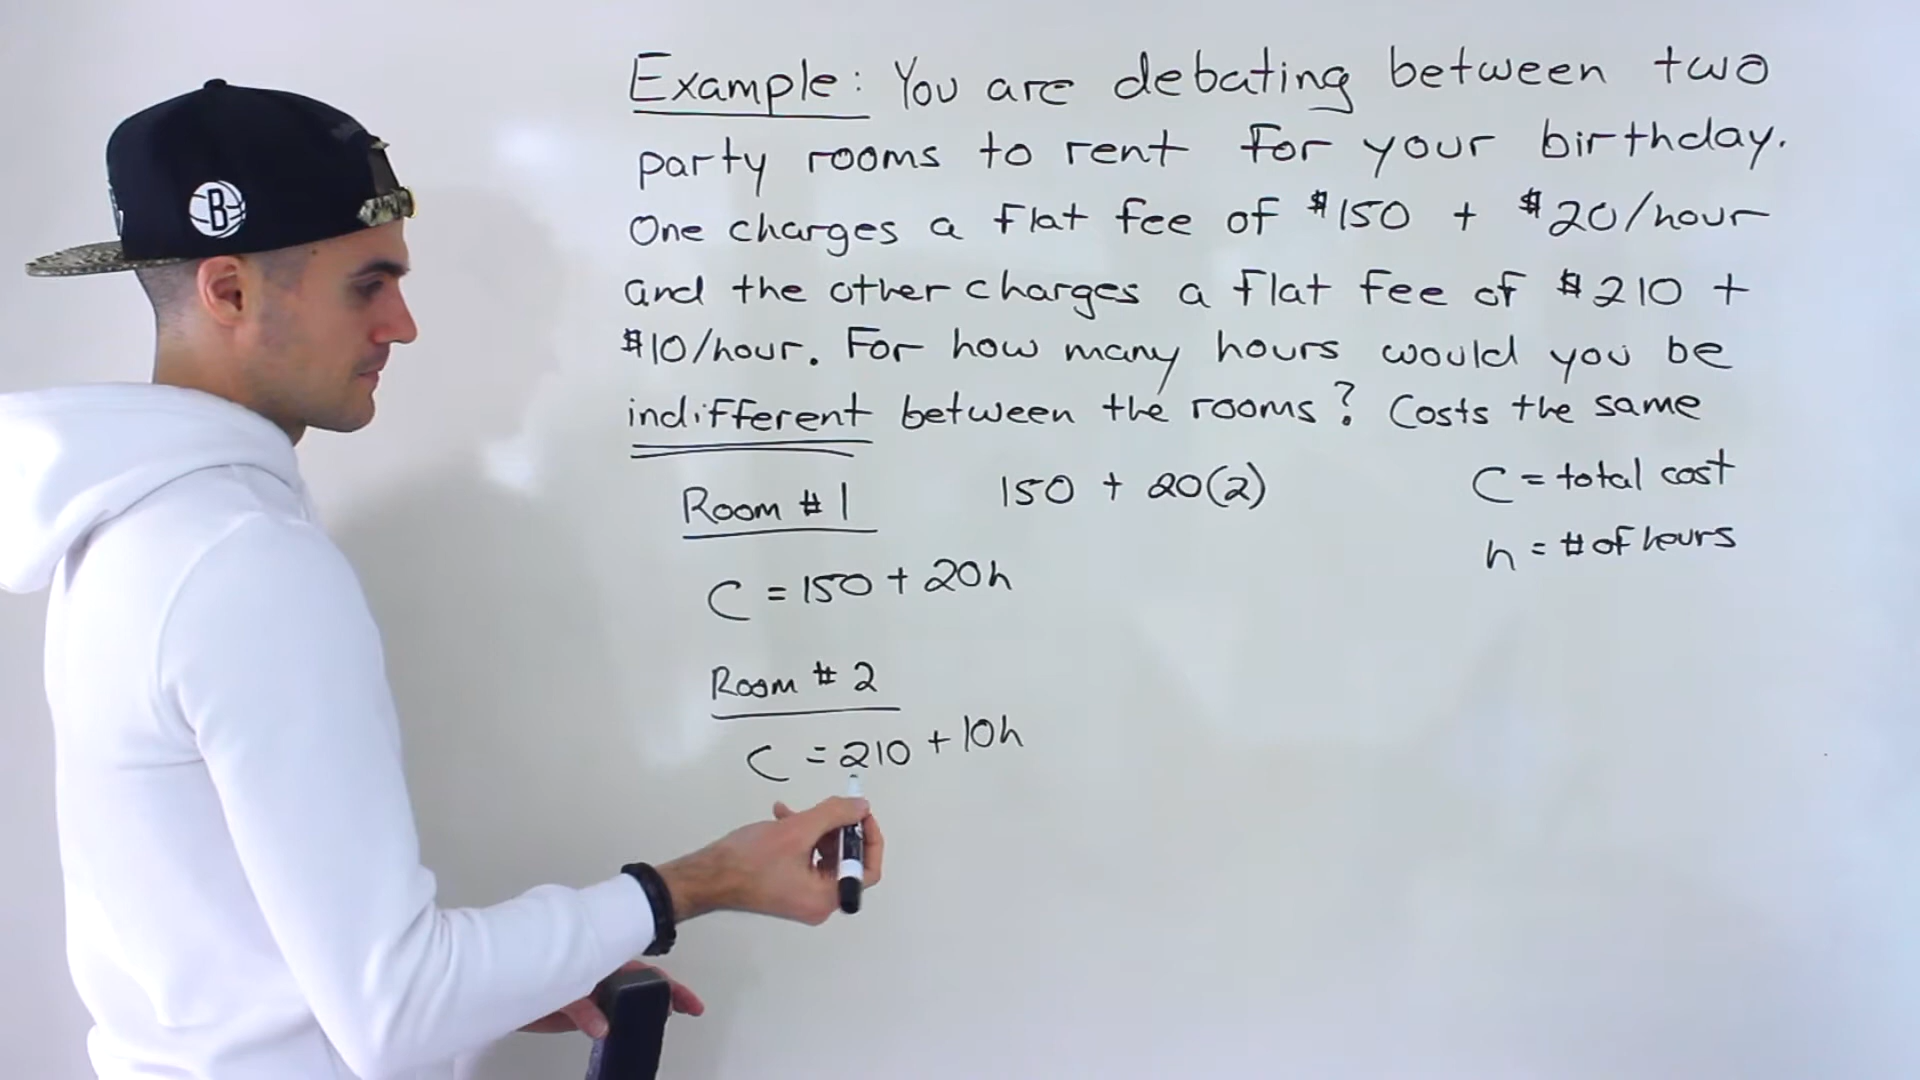 Example: You are debating between two
party rooms to rent for your birthday.
One charges a flat fee of $150 + $20/hour
and the other charges a flat fee of $210 +
$10/hour. For how many hours would you be
indifferent between the rooms? Costs the same
Room #1
150 + 20(2)
C = total cost
h = # of hours
C = 150 + 20h
Room #2
C = 210 + 10h
B